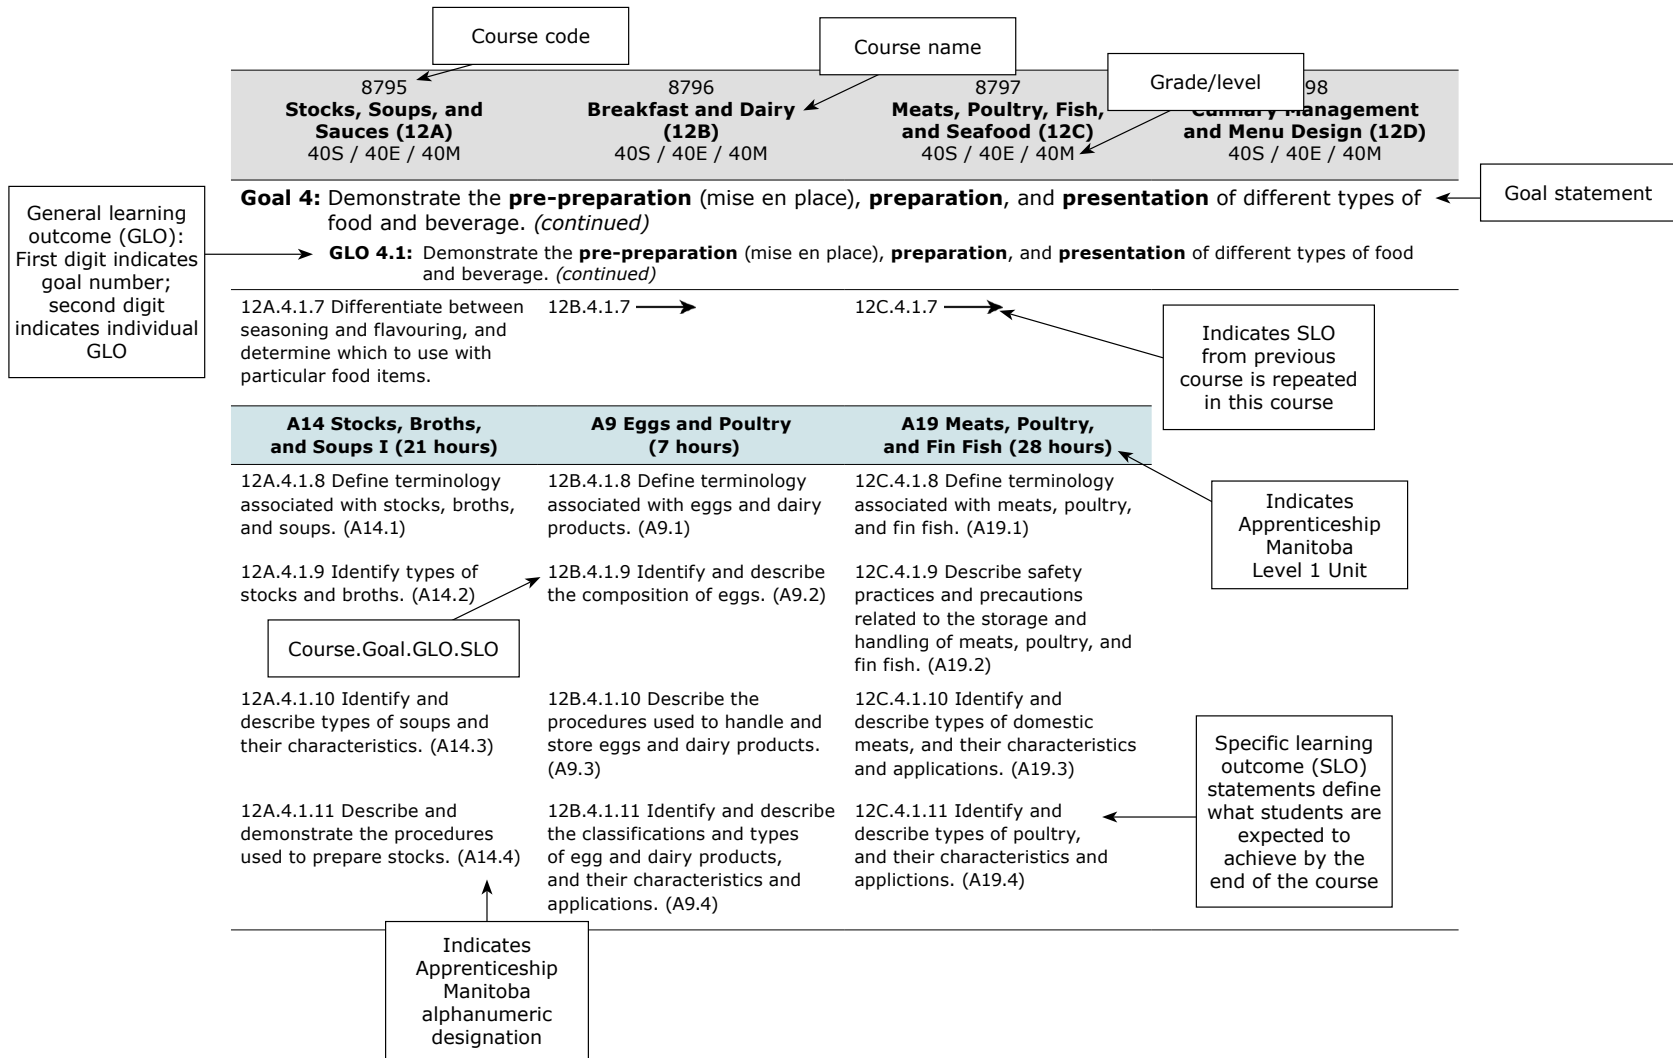 Course code
Course name
Grade/level
8795
Stocks, Soups, and
Sauces (12A)
40S / 40E / 40M
8796
Breakfast and Dairy
(12B)
40S / 40E / 40M
8797
Meats, Poultry, Fish,
and Seafood (12C)
40S / 40E / 40M
98
Culinary Management
and Menu Design (12D)
40S / 40E / 40M
Goal 4: Demonstrate the pre-preparation (mise en place), preparation, and presentation of different types of
food and beverage. (continued)
Goal statement
General learning
outcome (GLO):
First digit indicates
goal number;
second digit
indicates individual
GLO
GLO 4.1: Demonstrate the pre-preparation (mise en place), preparation, and presentation of different types of food
and beverage. (continued)
12A.4.1.7 Differentiate between
seasoning and flavouring, and
determine which to use with
particular food items.
12B.4.1.7
12C.4.1.7
Indicates SLO
from previous
course is repeated
in this course
A14 Stocks, Broths,
and Soups I (21 hours)
A9 Eggs and Poultry
(7 hours)
A19 Meats, Poultry,
and Fin Fish (28 hours)
Indicates
Apprenticeship
Manitoba
Level 1 Unit
12A.4.1.8 Define terminology
associated with stocks, broths,
and soups. (A14.1)
12B.4.1.8 Define terminology
associated with eggs and dairy
products. (A9.1)
12C.4.1.8 Define terminology
associated with meats, poultry,
and fin fish. (A19.1)
12A.4.1.9 Identify types of
stocks and broths. (A14.2)
12B.4.1.9 Identify and describe
the composition of eggs. (A9.2)
12C.4.1.9 Describe safety
practices and precautions
related to the storage and
handling of meats, poultry, and
fin fish. (A19.2)
Course.Goal.GLO.SLO
12A.4.1.10 Identify and
describe types of soups and
their characteristics. (A14.3)
12B.4.1.10 Describe the
procedures used to handle and
store eggs and dairy products.
(A9.3)
12C.4.1.10 Identify and
describe types of domestic
meats, and their characteristics
and applications. (A19.3)
Specific learning
outcome (SLO)
statements define
what students are
expected to
achieve by the
end of the course
12A.4.1.11 Describe and
demonstrate the procedures
used to prepare stocks. (A14.4)
12B.4.1.11 Identify and describe
the classifications and types
of egg and dairy products,
and their characteristics and
applications. (A9.4)
12C.4.1.11 Identify and
describe types of poultry,
and their characteristics and
applictions. (A19.4)
Indicates
Apprenticeship
Manitoba
alphanumeric
designation